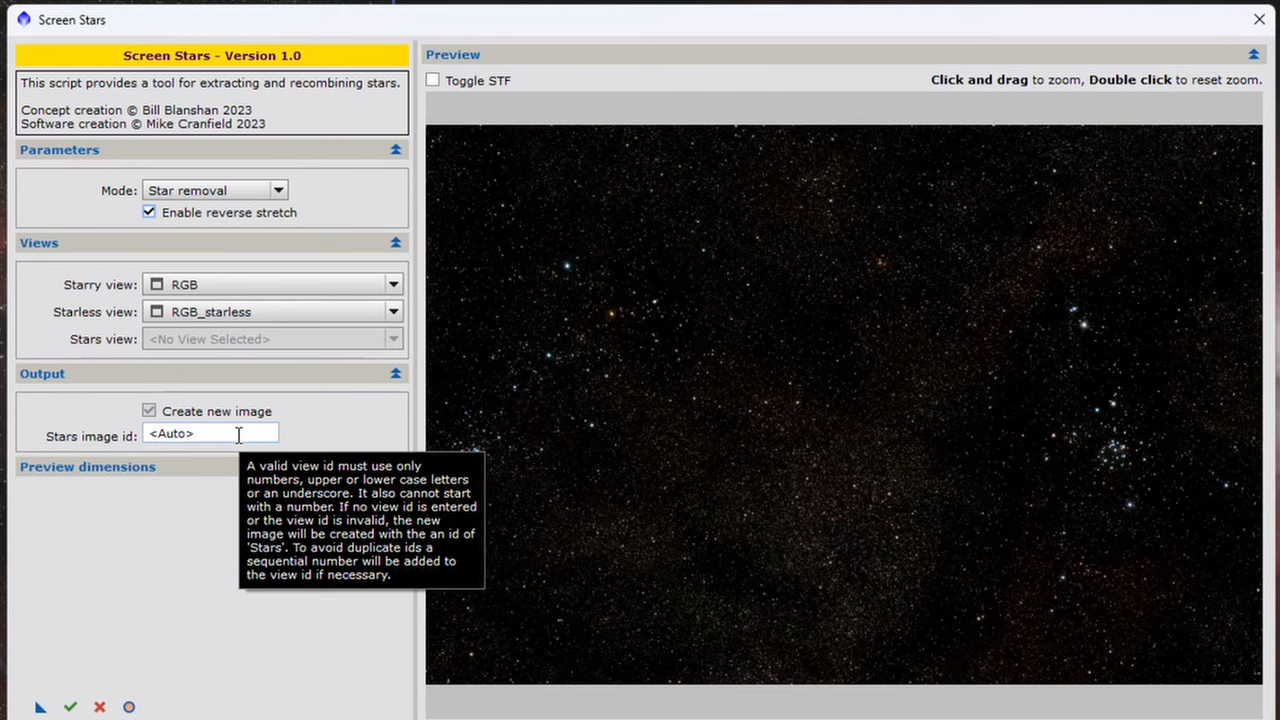 Screen Stars
Screen Stars - Version 1.0
This script provides a tool for extracting and recombining stars.
Concept creation © Bill Blanshan 2023
Software creation © Mike Cranfield 2023
Parameters
Mode: Star removal
Enable reverse stretch
Views
Starry view: RGB
Starless view: RGB_starless
Stars view: <No View Selected>
Output
Create new image
Stars image id: <Auto>
Preview dimensions
A valid view id must use only
numbers, upper or lower case letters
or an underscore. It also cannot start
with a number. If no view id is entered
or the view id is invalid, the new
image will be created with the an id of
'Stars'. To avoid duplicate ids a
sequential number will be added to
the view id if necessary.
Preview
Toggle STF
Click and drag to zoom, Double click to reset zoom.